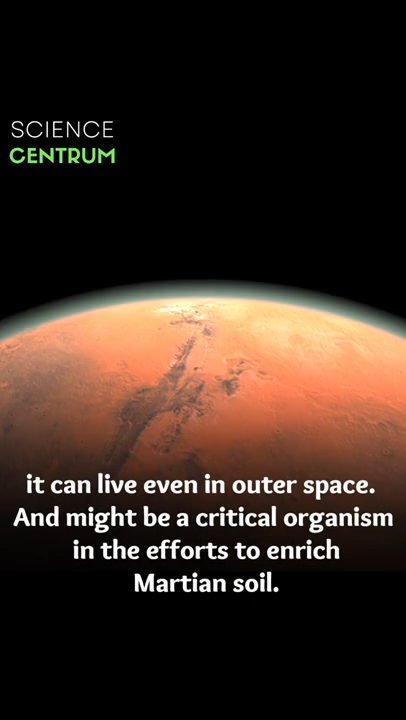 SCIENCE
CENTRUM
it can live even in outer space.
And might be a critical organism
in the efforts to enrich
Martian soil.